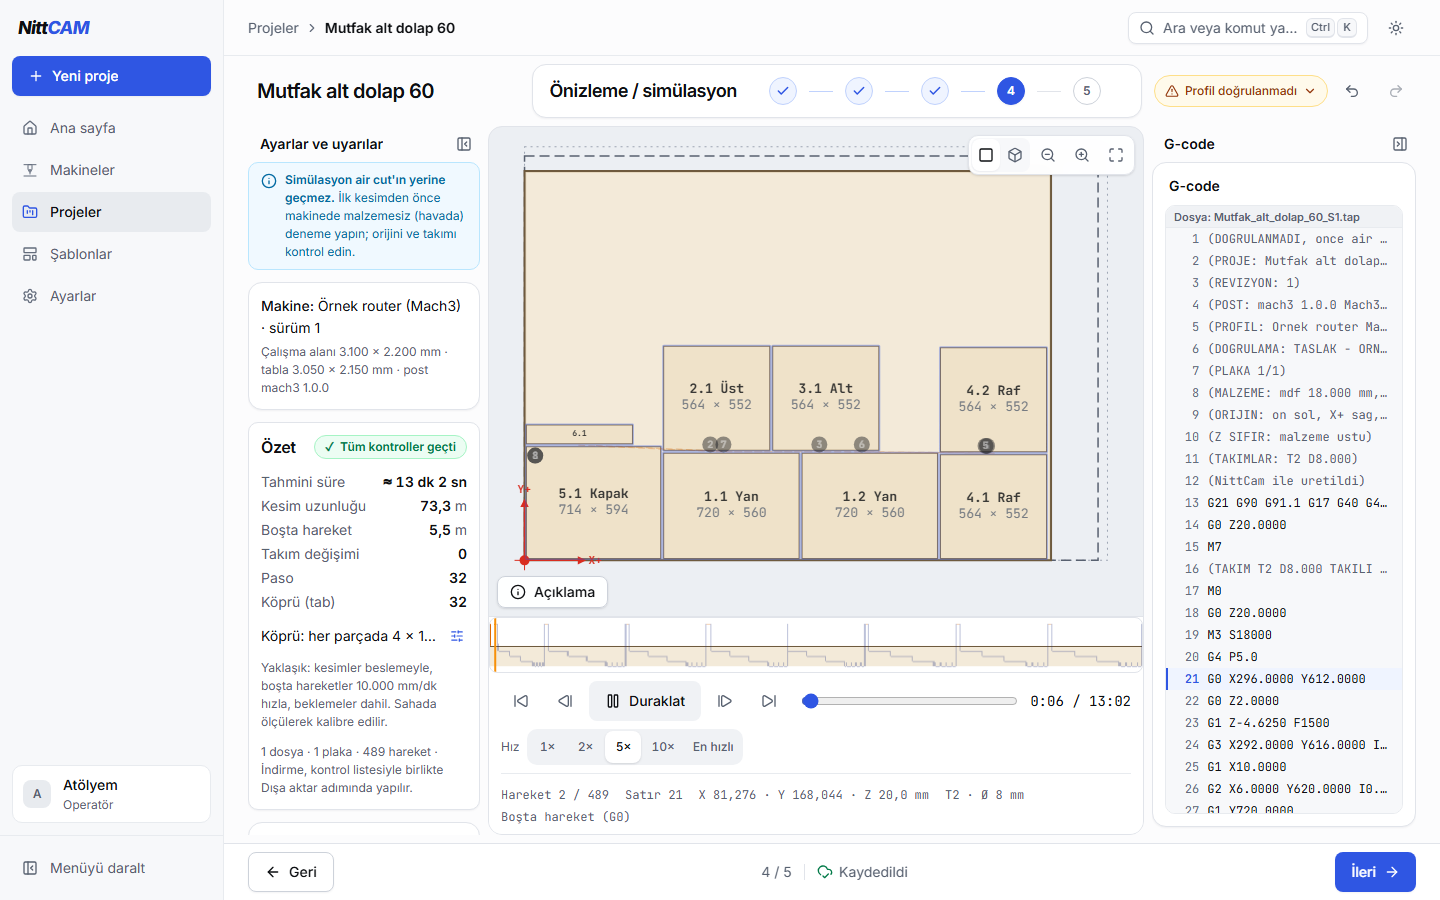 NittCAM
Yeni proje
Ana sayfa
Makineler
Projeler
Şablonlar
Ayarlar
A
Atölyem
Operatör
Menüyü daralt
Projeler > Mutfak alt dolap 60
Ara veya komut ya... Ctrl K
Mutfak alt dolap 60
Önizleme / simülasyon
4
5
Profil doğrulanmadı
Ayarlar ve uyarılar
Simülasyon air cut'ın yerine
geçmez. İlk kesimden önce
makinede malzemesiz (havada)
deneme yapın; orijini ve takımı
kontrol edin.
Makine: Örnek router (Mach3)
· sürüm 1
Çalışma alanı 3.100 × 2.200 mm ·
tabla 3.050 × 2.150 mm · post
mach3 1.0.0
Özet
✓ Tüm kontroller geçti
Tahmini süre ≈ 13 dk 2 sn
Kesim uzunluğu 73,3 m
Boşta hareket 5,5 m
Takım değişimi 0
Paso 32
Köprü (tab) 32
Köprü: her parçada 4 × 1...
Yaklaşık: kesimler beslemeyle,
boşta hareketler 10.000 mm/dk
hızla, beklemeler dahil. Sahada
ölçülerek kalibre edilir.
1 dosya · 1 plaka · 489 hareket ·
İndirme, kontrol listesiyle birlikte
Dışa aktar adımında yapılır.
2.1 Üst
564 × 552
3.1 Alt
564 × 552
4.2 Raf
564 × 552
6.1
2 7
3
6
5
8
5.1 Kapak
714 × 594
1.1 Yan
720 × 560
1.2 Yan
720 × 560
4.1 Raf
564 × 552
Y+
X+
Açıklama
Duraklat
0:06 / 13:02
Hız 1× 2× 5× 10× En hızlı
Hareket 2 / 489 Satır 21 X 81,276 · Y 168,044 · Z 20,0 mm T2 · Ø 8 mm
Boşta hareket (G0)
G-code
G-code
Dosya: Mutfak_alt_dolap_60_S1.tap
1 (DOGRULANMADI, once air …
2 (PROJE: Mutfak alt dolap…
3 (REVIZYON: 1)
4 (POST: mach3 1.0.0 Mach3…
5 (PROFIL: Ornek router Ma…
6 (DOGRULAMA: TASLAK - ORN…
7 (PLAKA 1/1)
8 (MALZEME: mdf 18.000 mm,…
9 (ORIJIN: on sol, X+ sag,…
10 (Z SIFIR: malzeme ustu)
11 (TAKIMLAR: T2 D8.000)
12 (NittCam ile uretildi)
13 G21 G90 G91.1 G17 G40 G4…
14 G0 Z20.0000
15 M7
16 (TAKIM T2 D8.000 TAKILI …
17 M0
18 G0 Z20.0000
19 M3 S18000
20 G4 P5.0
21 G0 X296.0000 Y612.0000
22 G0 Z2.0000
23 G1 Z-4.6250 F1500
24 G3 X292.0000 Y616.0000 I…
25 G1 X10.0000
26 G2 X6.0000 Y620.0000 I0.…
27 G1 Y720.0000
Geri
4 / 5
Kaydedildi
İleri